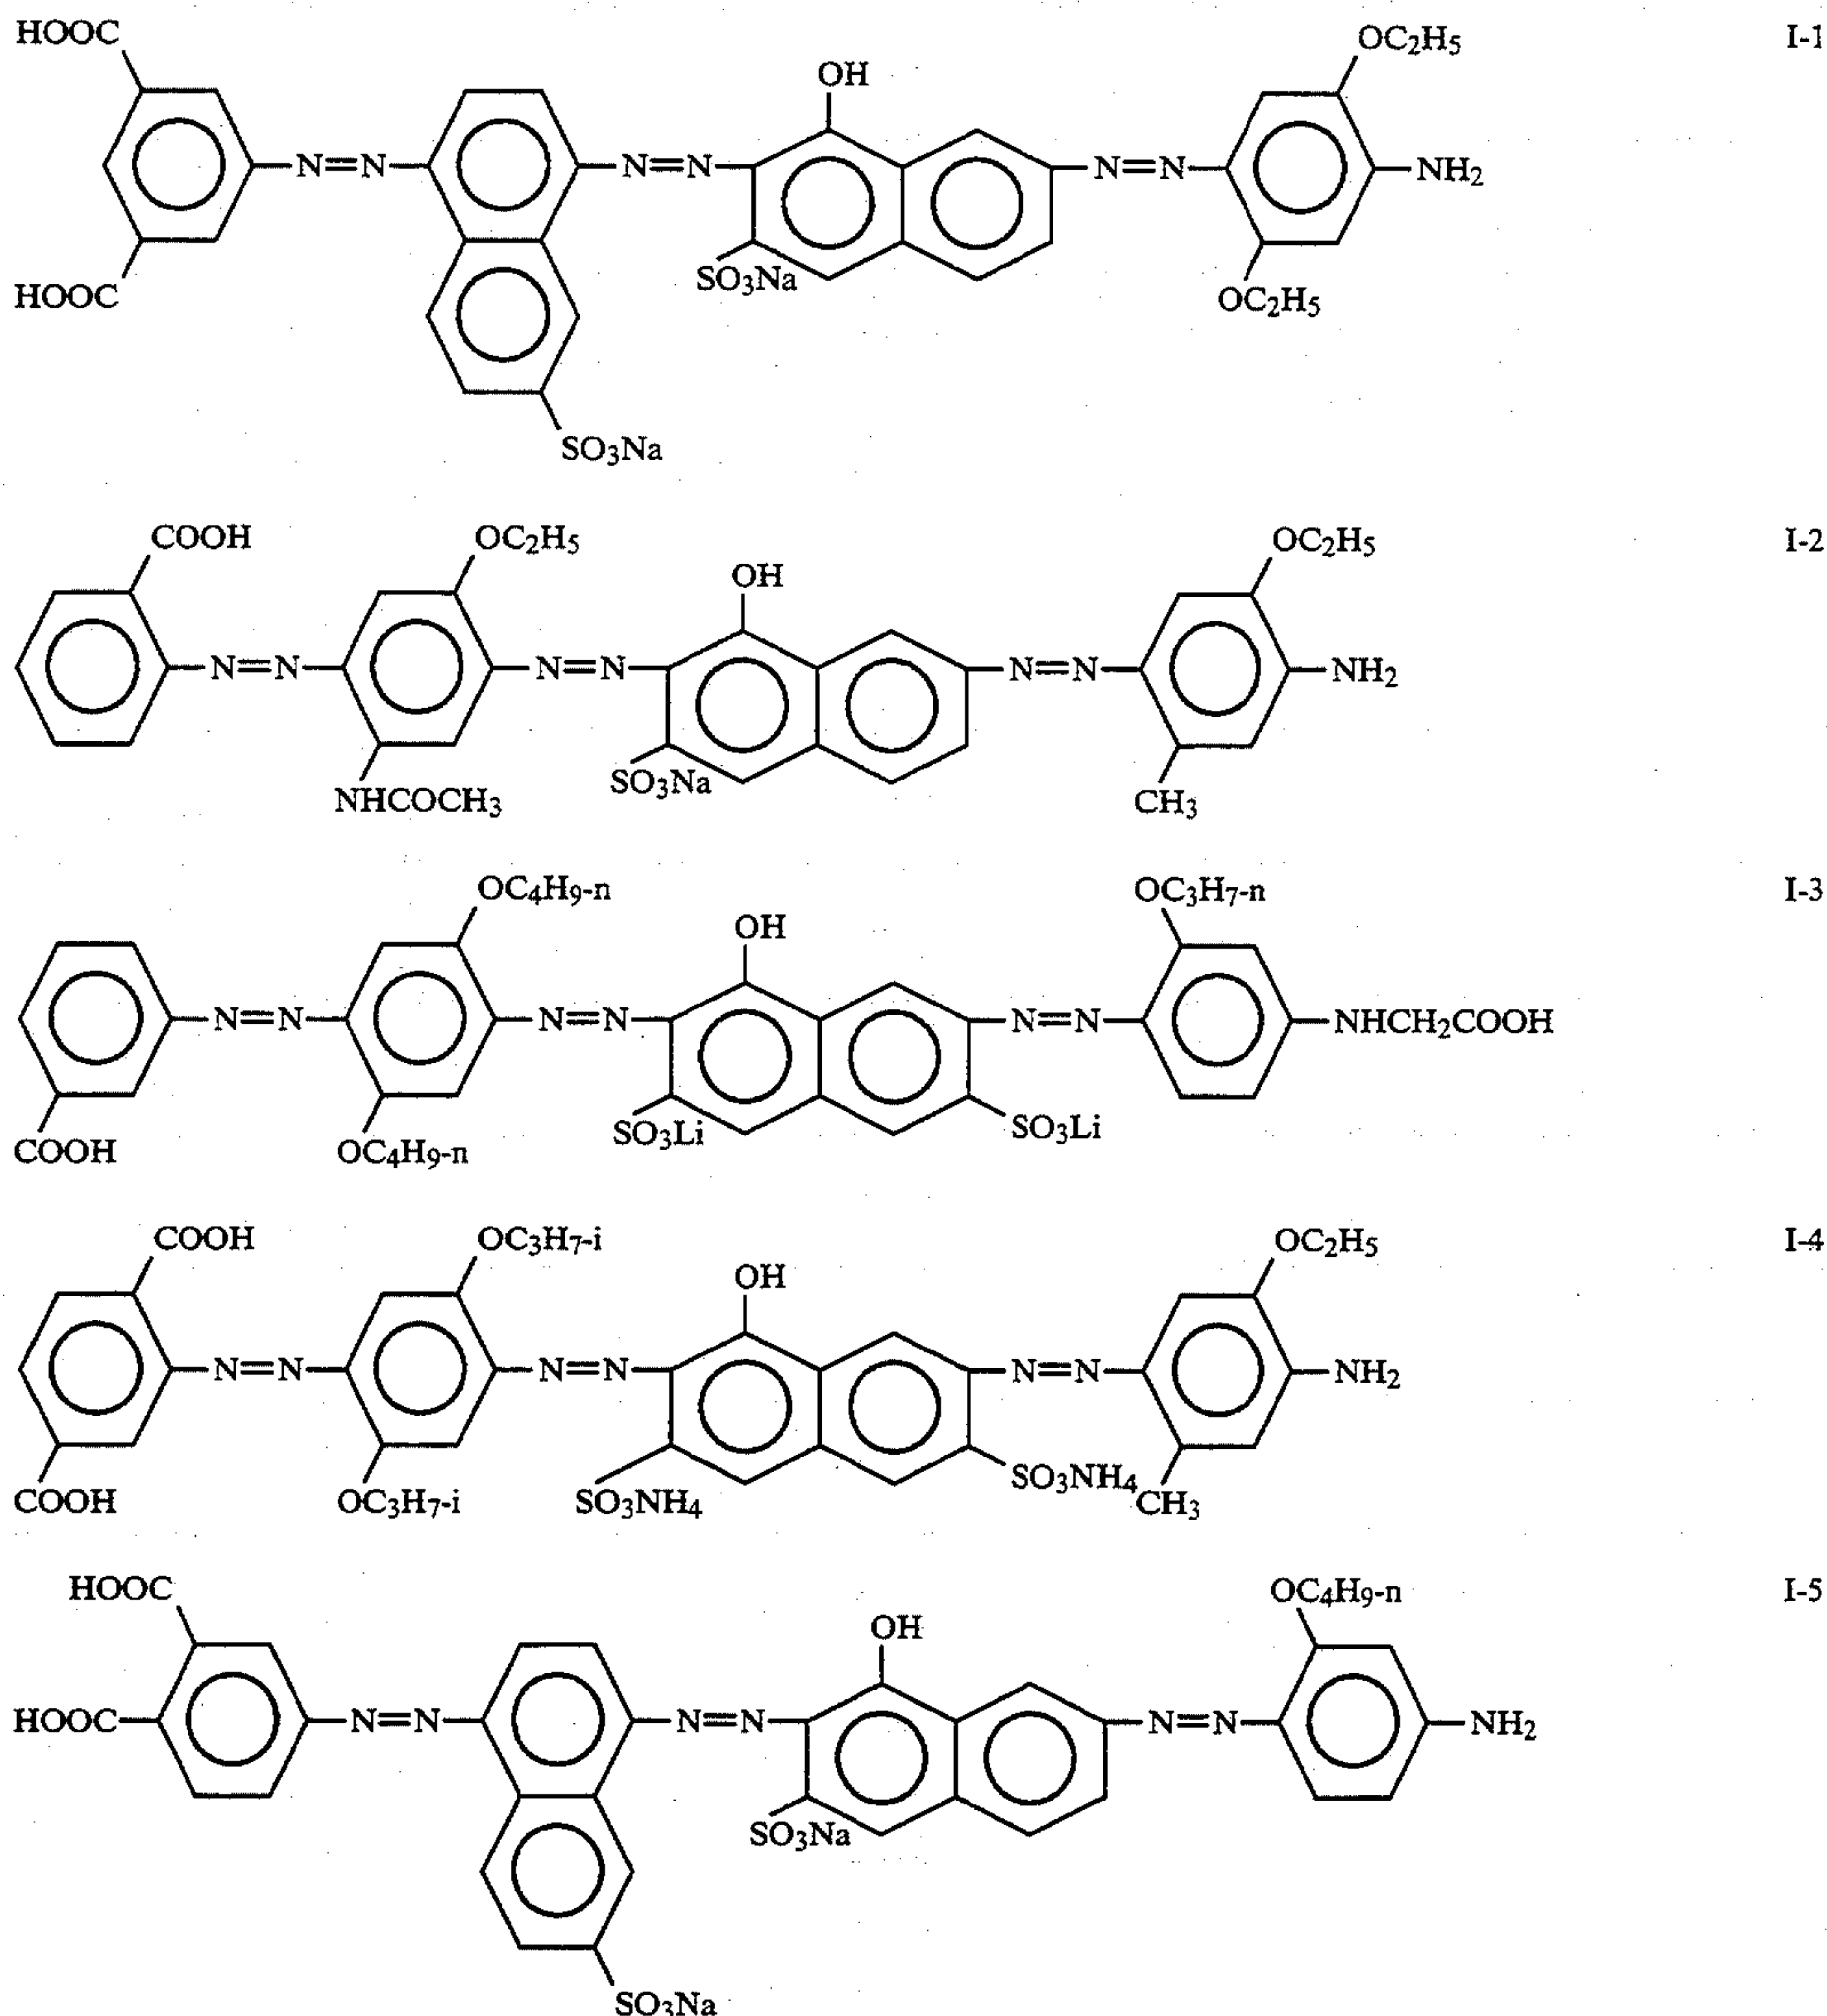 HOOC OC2H5 I-1
OH
N=N N=N N=N NH2
SO3Na
HOOC OC2H5
SO3Na
COOH OC2H5 OC2H5 I-2
OH
N=N N=N N=N NH2
SO3Na
NHCOCH3 CH3
OC4H9-n OC3H7-n I-3
OH
N=N N=N N=N NHCH2COOH
SO3Li SO3Li
COOH OC4H9-n
COOH OC3H7-i OC2H5 I-4
OH
N=N N=N N=N NH2
SO3NH4
COOH OC3H7-i SO3NH4 CH3
HOOC OC4H9-n I-5
OH
HOOC N=N N=N N=N NH2
SO3Na
SO3Na